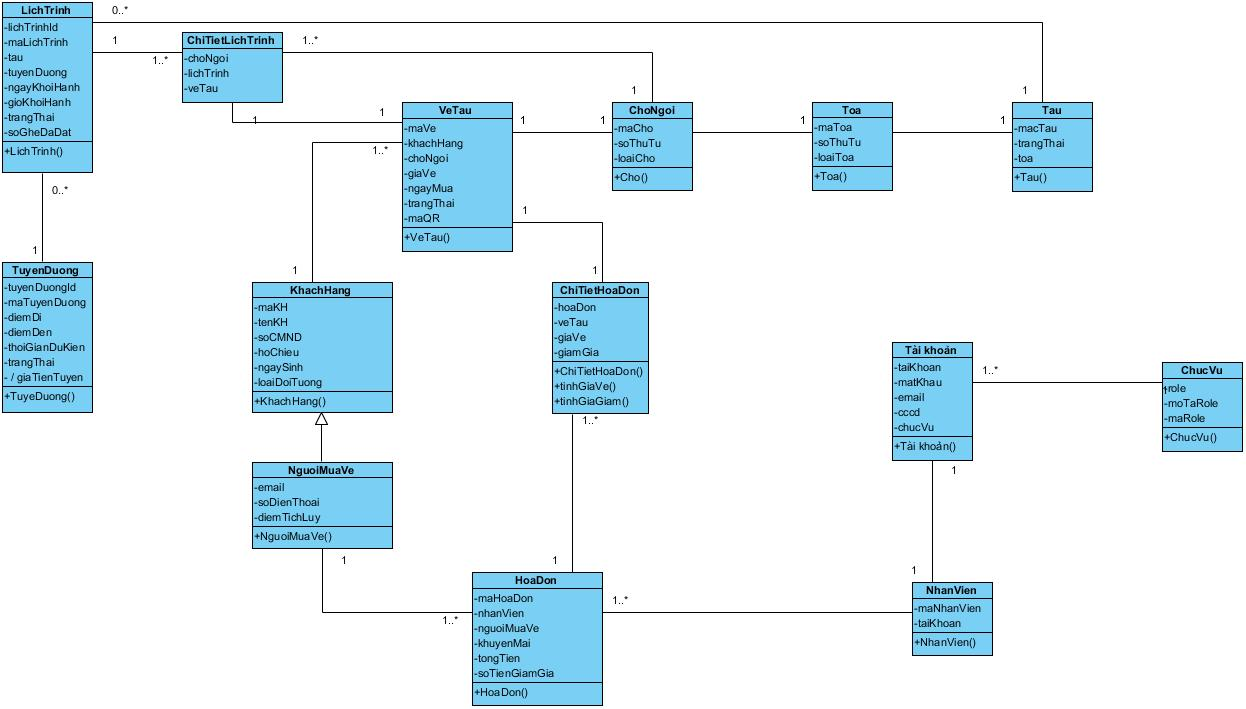 LichTrinh
-lichTrinhId
-maLichTrinh
-tau
-tuyenDuong
-ngayKhoiHanh
-gioKhoiHanh
-trangThai
-soGheDaDat
+LichTrinh()
0..*
1
1..*
ChiTietLichTrinh
-choNgoi
-lichTrinh
-veTau
1..*
1
1
1
1
VeTau
-maVe
-khachHang
-choNgoi
-giaVe
-ngayMua
-trangThai
-maQR
+VeTau()
1..*
1
1
ChoNgoi
-maCho
-soThuTu
-loaiCho
+Cho()
1
Toa
-maToa
-soThuTu
-loaiToa
+Toa()
1
Tau
-macTau
-trangThai
-toa
+Tau()
0..*
1
TuyenDuong
-tuyenDuongId
-maTuyenDuong
-diemDi
-diemDen
-thoiGianDuKien
-trangThai
- / giaTienTuyen
+TuyeDuong()
1
KhachHang
-maKH
-tenKH
-soCMND
-hoChieu
-ngaySinh
-loaiDoiTuong
+KhachHang()
1
1
ChiTietHoaDon
-hoaDon
-veTau
-giaVe
-giamGia
+ChiTietHoaDon()
+tinhGiaVe()
+tinhGiaGiam()
1..*
Tài khoản
-taiKhoan
-matKhau
-email
-cccd
-chucVu
+Tài khoản()
1..*
1
ChucVu
-role
-moTaRole
-maRole
+ChucVu()
NguoiMuaVe
-email
-soDienThoai
-diemTichLuy
+NguoiMuaVe()
1
1..*
1
HoaDon
-maHoaDon
-nhanVien
-nguoiMuaVe
-khuyenMai
-tongTien
-soTienGiamGia
+HoaDon()
1..*
1
1
NhanVien
-maNhanVien
-taiKhoan
+NhanVien()